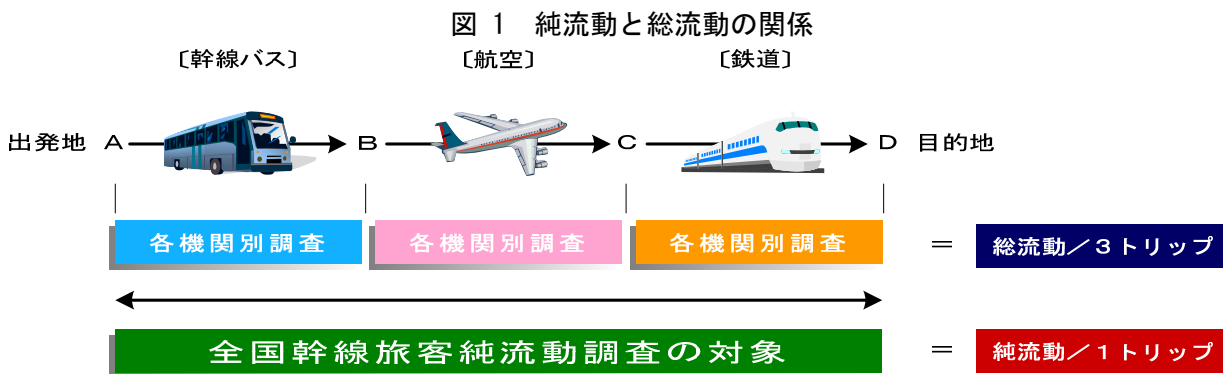 図 1 純流動と総流動の関係
〔幹線バス〕 〔航空〕 〔鉄道〕
出発地 A B C D 目的地
各機関別調査 各機関別調査 各機関別調査 ＝ 総流動／３トリップ
全国幹線旅客純流動調査の対象 ＝ 純流動／１トリップ